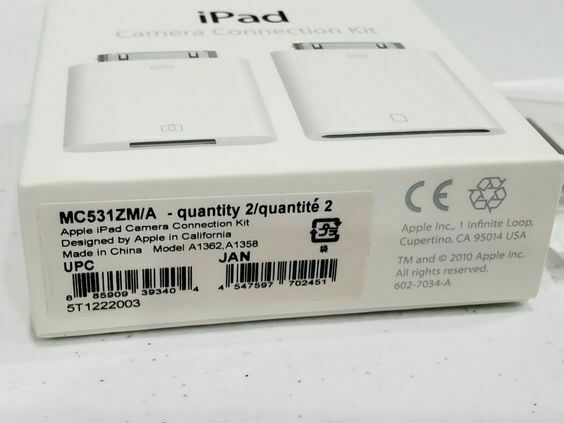 iPad
Camera Connection Kit
MC531ZM/A - quantity 2/quantité 2
Apple iPad Camera Connection Kit
Designed by Apple in California
Made in China Model A1362,A1358
UPC
8 85909 39340 4
JAN
4 547597 702451
5T1222003
袋
CE
Apple Inc., 1 Infinite Loop,
Cupertino, CA 95014 USA
TM and © 2010 Apple Inc.
All rights reserved.
602-7034-A